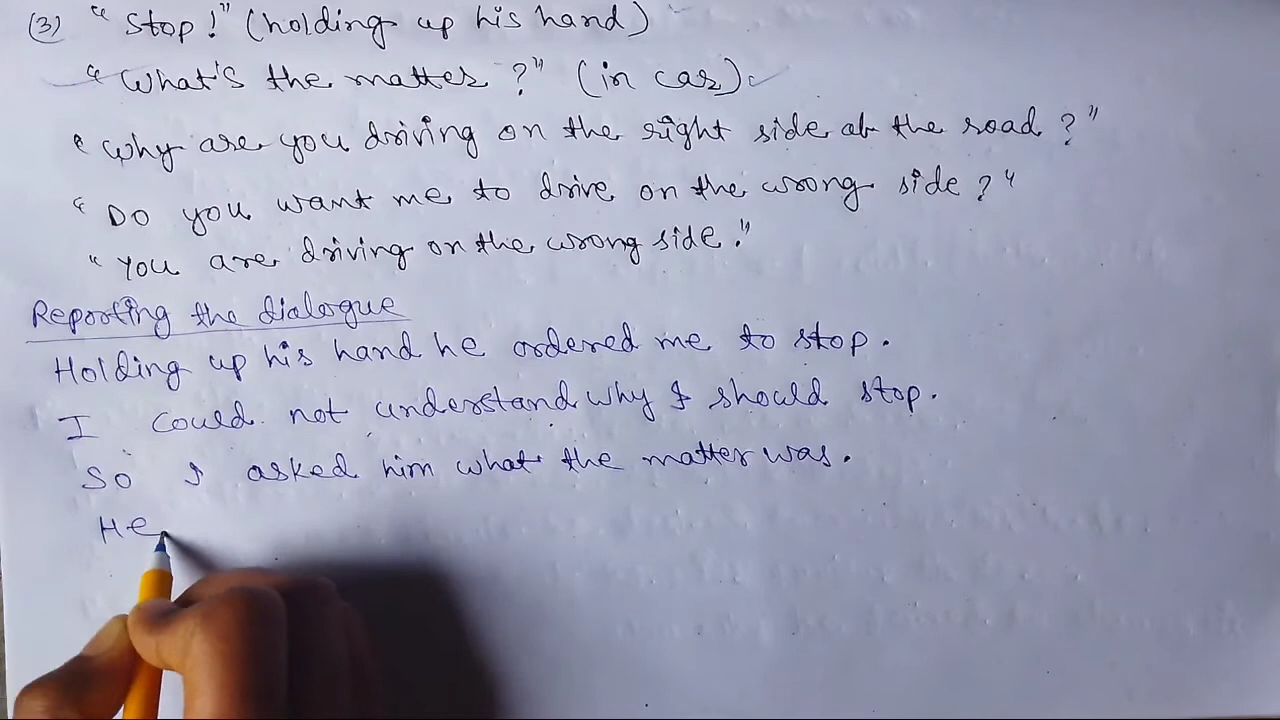 (3) "Stop!" (holding up his hand)
"What's the matter?" (in car).
"Why are you driving on the right side of the road?"
"Do you want me to drive on the wrong side?"
"You are driving on the wrong side."
Reporting the dialogue
Holding up his hand he ordered me to stop.
I could not understand why I should stop.
So I asked him what the matter was.
He